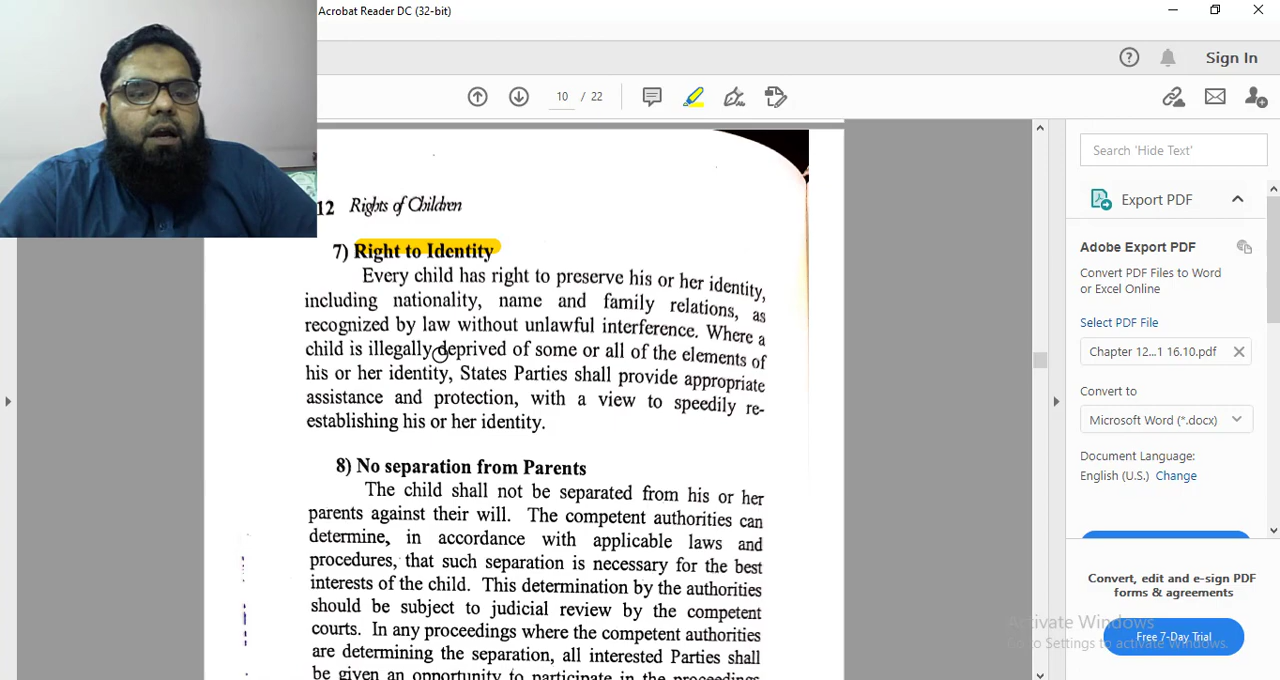 Acrobat Reader DC (32-bit)
Sign In
10 / 22
Search 'Hide Text'
Export PDF
Adobe Export PDF
Convert PDF Files to Word
or Excel Online
Select PDF File
Chapter 12...1 16.10.pdf
Convert to
Microsoft Word (*.docx)
Document Language:
English (U.S.) Change
Convert, edit and e-sign PDF
forms & agreements
Free 7-Day Trial
Activate Windows
Go to Settings to activate Windows.
12 Rights of Children
7) Right to Identity
Every child has right to preserve his or her identity,
including nationality, name and family relations, as
recognized by law without unlawful interference. Where a
child is illegally deprived of some or all of the elements of
his or her identity, States Parties shall provide appropriate
assistance and protection, with a view to speedily re-
establishing his or her identity.
8) No separation from Parents
The child shall not be separated from his or her
parents against their will. The competent authorities can
determine, in accordance with applicable laws and
procedures, that such separation is necessary for the best
interests of the child. This determination by the authorities
should be subject to judicial review by the competent
courts. In any proceedings where the competent authorities
are determining the separation, all interested Parties shall
be given an opportunity to participate in the proceedings